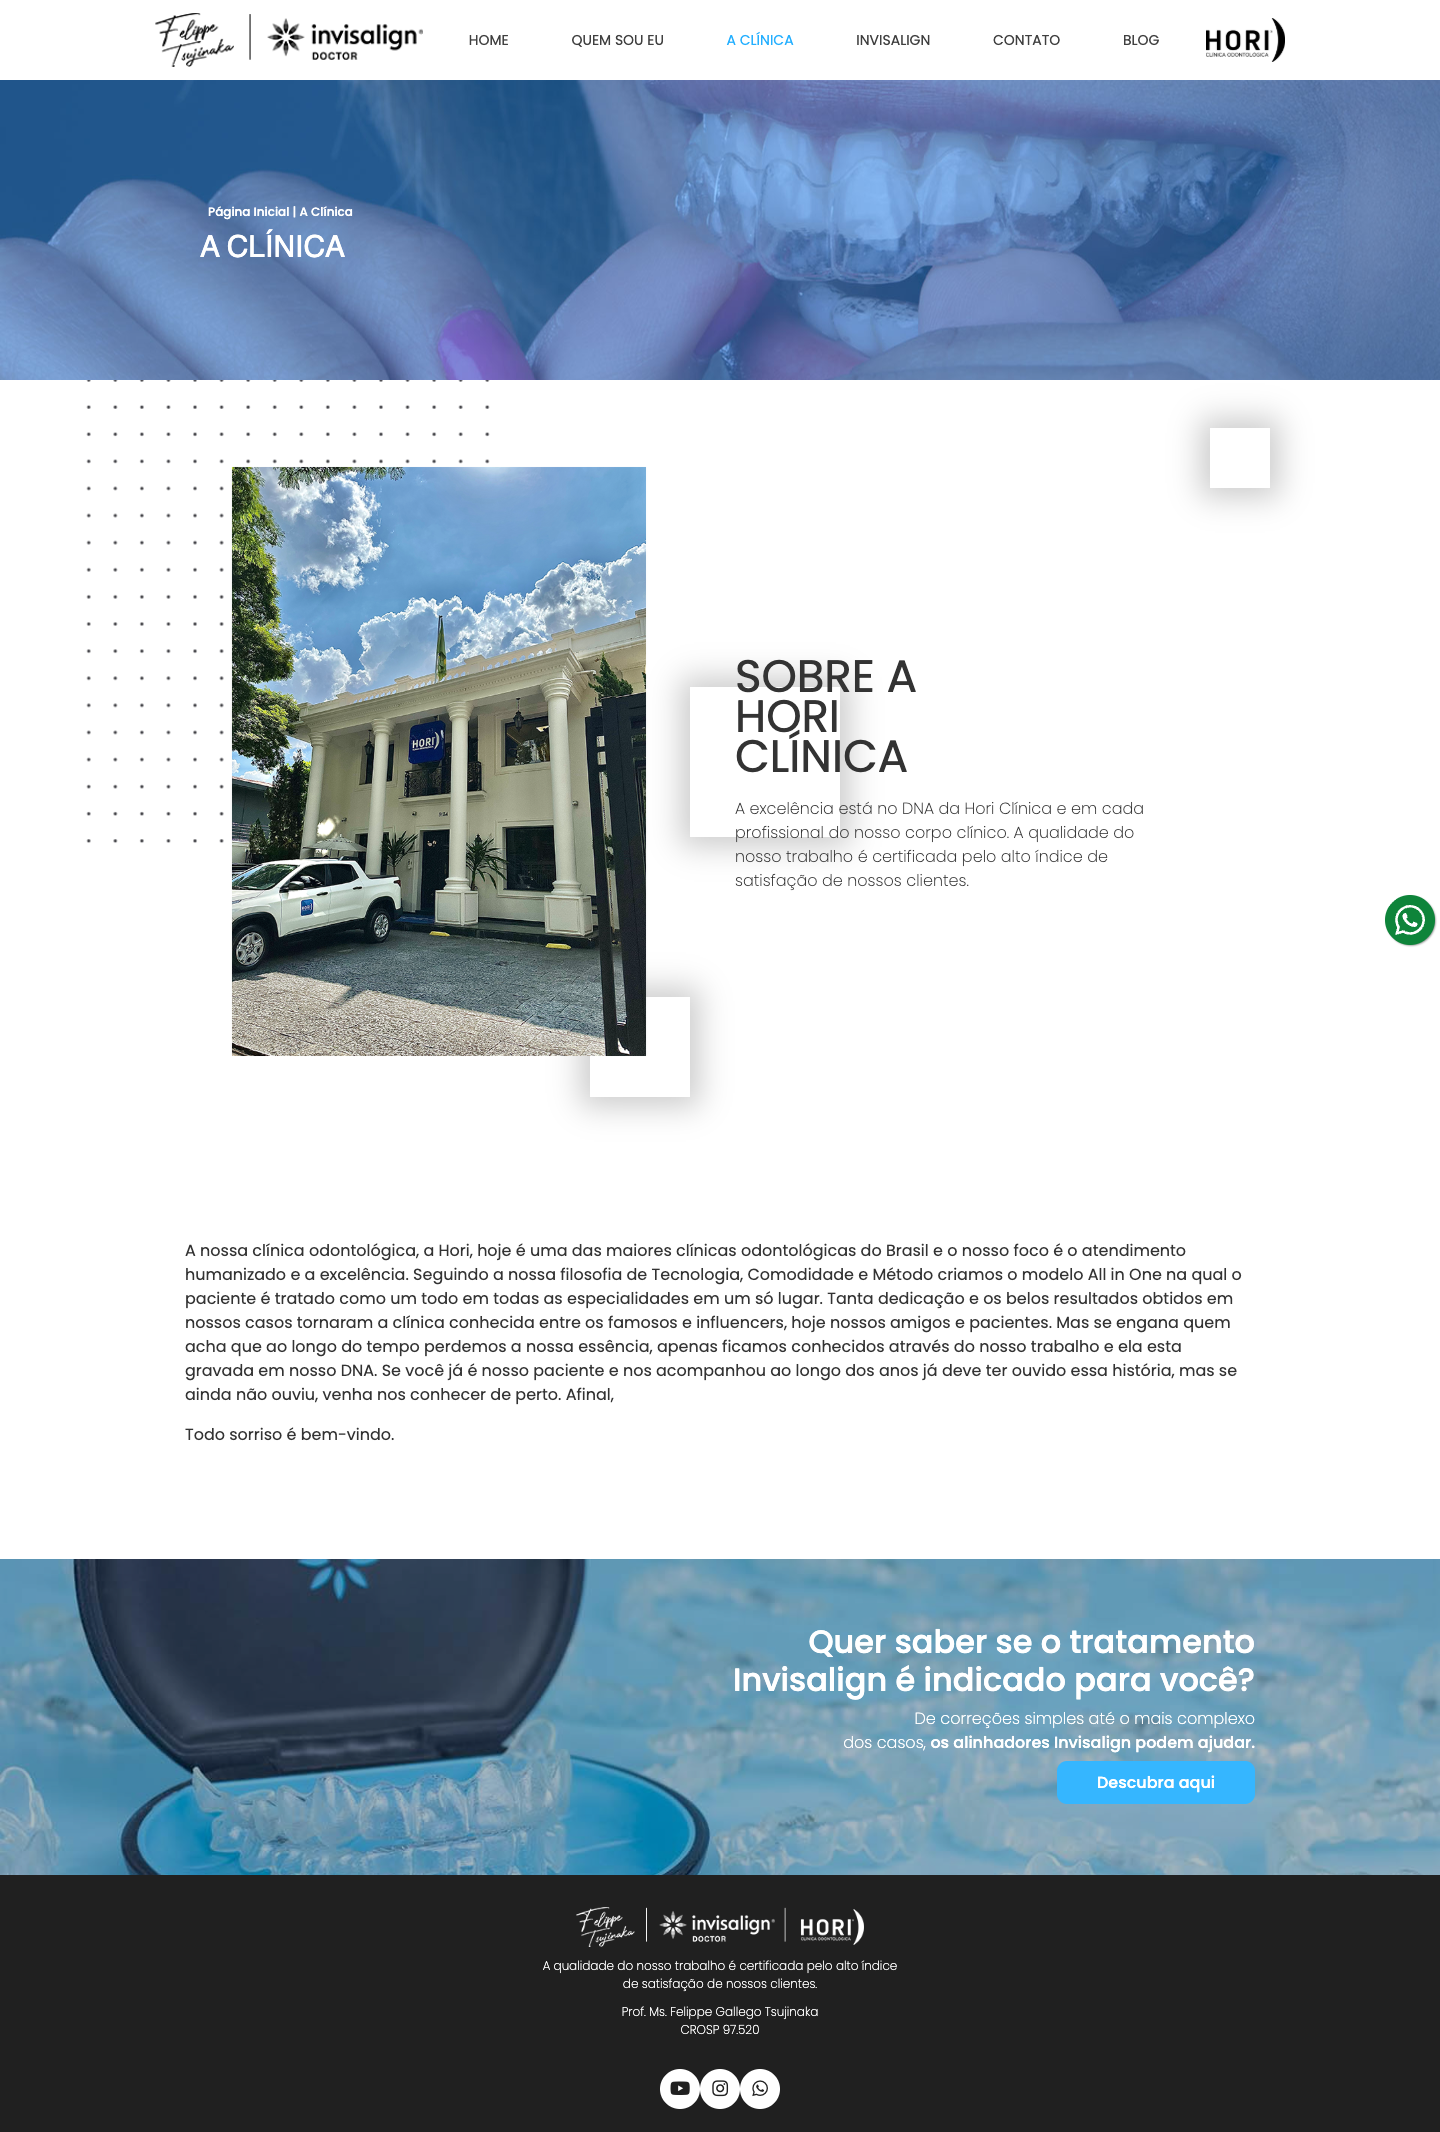 Felippe Tsujinaka
invisalign®
DOCTOR
HOME
QUEM SOU EU
A CLÍNICA
INVISALIGN
CONTATO
BLOG
HORI
CLÍNICA ODONTOLÓGICA
Página Inicial | A Clínica
A CLÍNICA
HORI
SOBRE A
HORI
CLÍNICA
A excelência está no DNA da Hori Clínica e em cada
profissional do nosso corpo clínico. A qualidade do
nosso trabalho é certificada pelo alto índice de
satisfação de nossos clientes.
A nossa clínica odontológica, a Hori, hoje é uma das maiores clínicas odontológicas do Brasil e o nosso foco é o atendimento
humanizado e a excelência. Seguindo a nossa filosofia de Tecnologia, Comodidade e Método criamos o modelo All in One na qual o
paciente é tratado como um todo em todas as especialidades em um só lugar. Tanta dedicação e os belos resultados obtidos em
nossos casos tornaram a clínica conhecida entre os famosos e influencers, hoje nossos amigos e pacientes. Mas se engana quem
acha que ao longo do tempo perdemos a nossa essência, apenas ficamos conhecidos através do nosso trabalho e ela esta
gravada em nosso DNA. Se você já é nosso paciente e nos acompanhou ao longo dos anos já deve ter ouvido essa história, mas se
ainda não ouviu, venha nos conhecer de perto. Afinal,
Todo sorriso é bem-vindo.
Quer saber se o tratamento
Invisalign é indicado para você?
De correções simples até o mais complexo
dos casos, os alinhadores Invisalign podem ajudar.
Descubra aqui
Felippe Tsujinaka
invisalign®
DOCTOR
HORI
CLÍNICA ODONTOLÓGICA
A qualidade do nosso trabalho é certificada pelo alto índice
de satisfação de nossos clientes.
Prof. Ms. Felippe Gallego Tsujinaka
CROSP 97.520